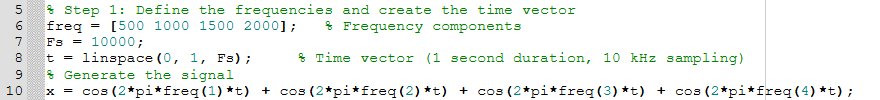 5 % Step 1: Define the frequencies and create the time vector
6 freq = [500 1000 1500 2000]; % Frequency components
7 Fs = 10000;
8 t = linspace(0, 1, Fs); % Time vector (1 second duration, 10 kHz sampling)
9 % Generate the signal
10 x = cos(2*pi*freq(1)*t) + cos(2*pi*freq(2)*t) + cos(2*pi*freq(3)*t) + cos(2*pi*freq(4)*t);